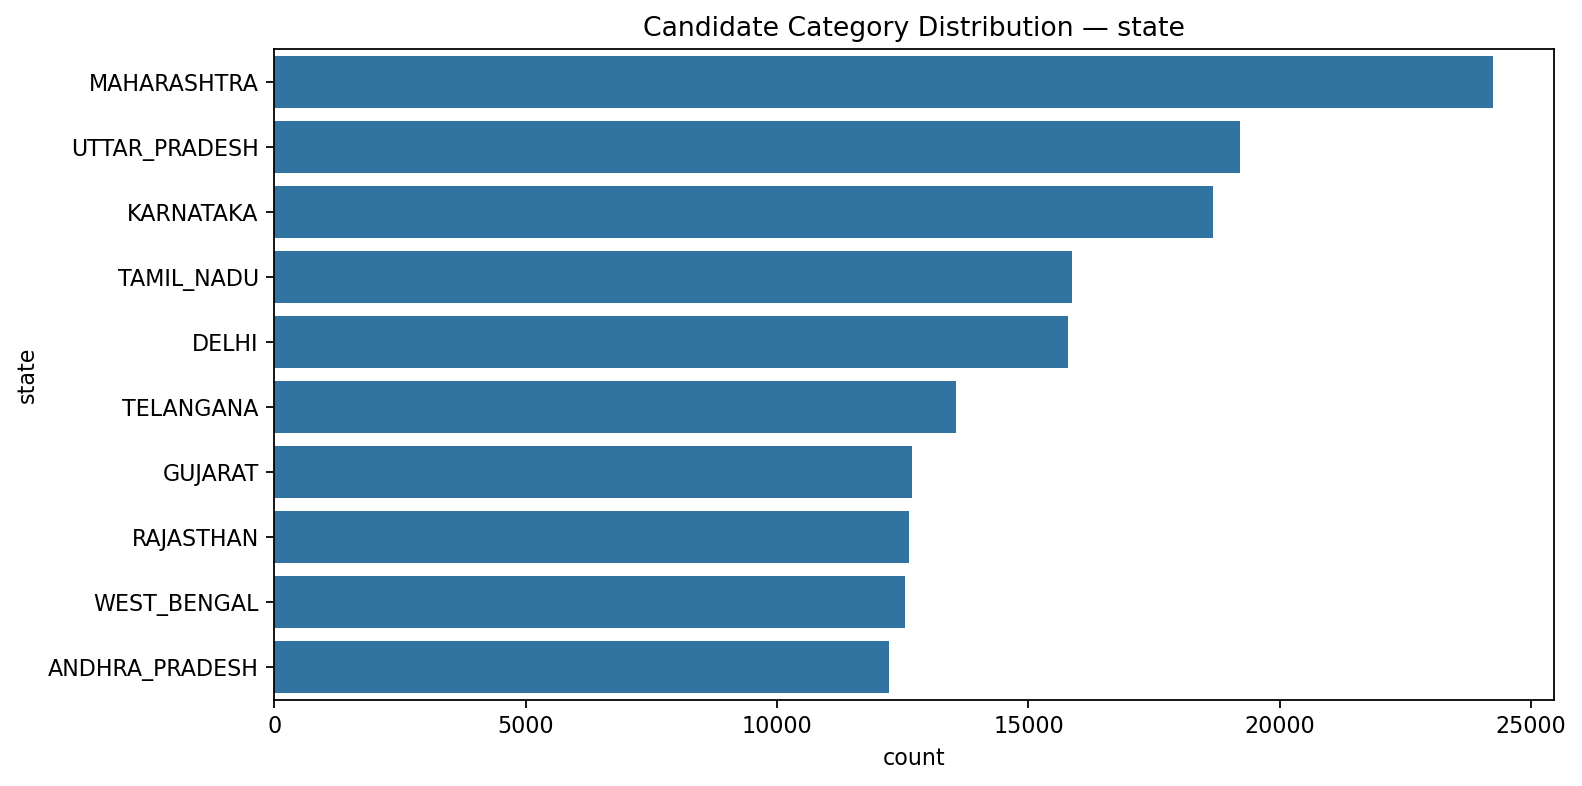 Candidate Category Distribution — state
MAHARASHTRA
UTTAR_PRADESH
KARNATAKA
TAMIL_NADU
DELHI
TELANGANA
GUJARAT
RAJASTHAN
WEST_BENGAL
ANDHRA_PRADESH
state
0 5000 10000 15000 20000 25000
count